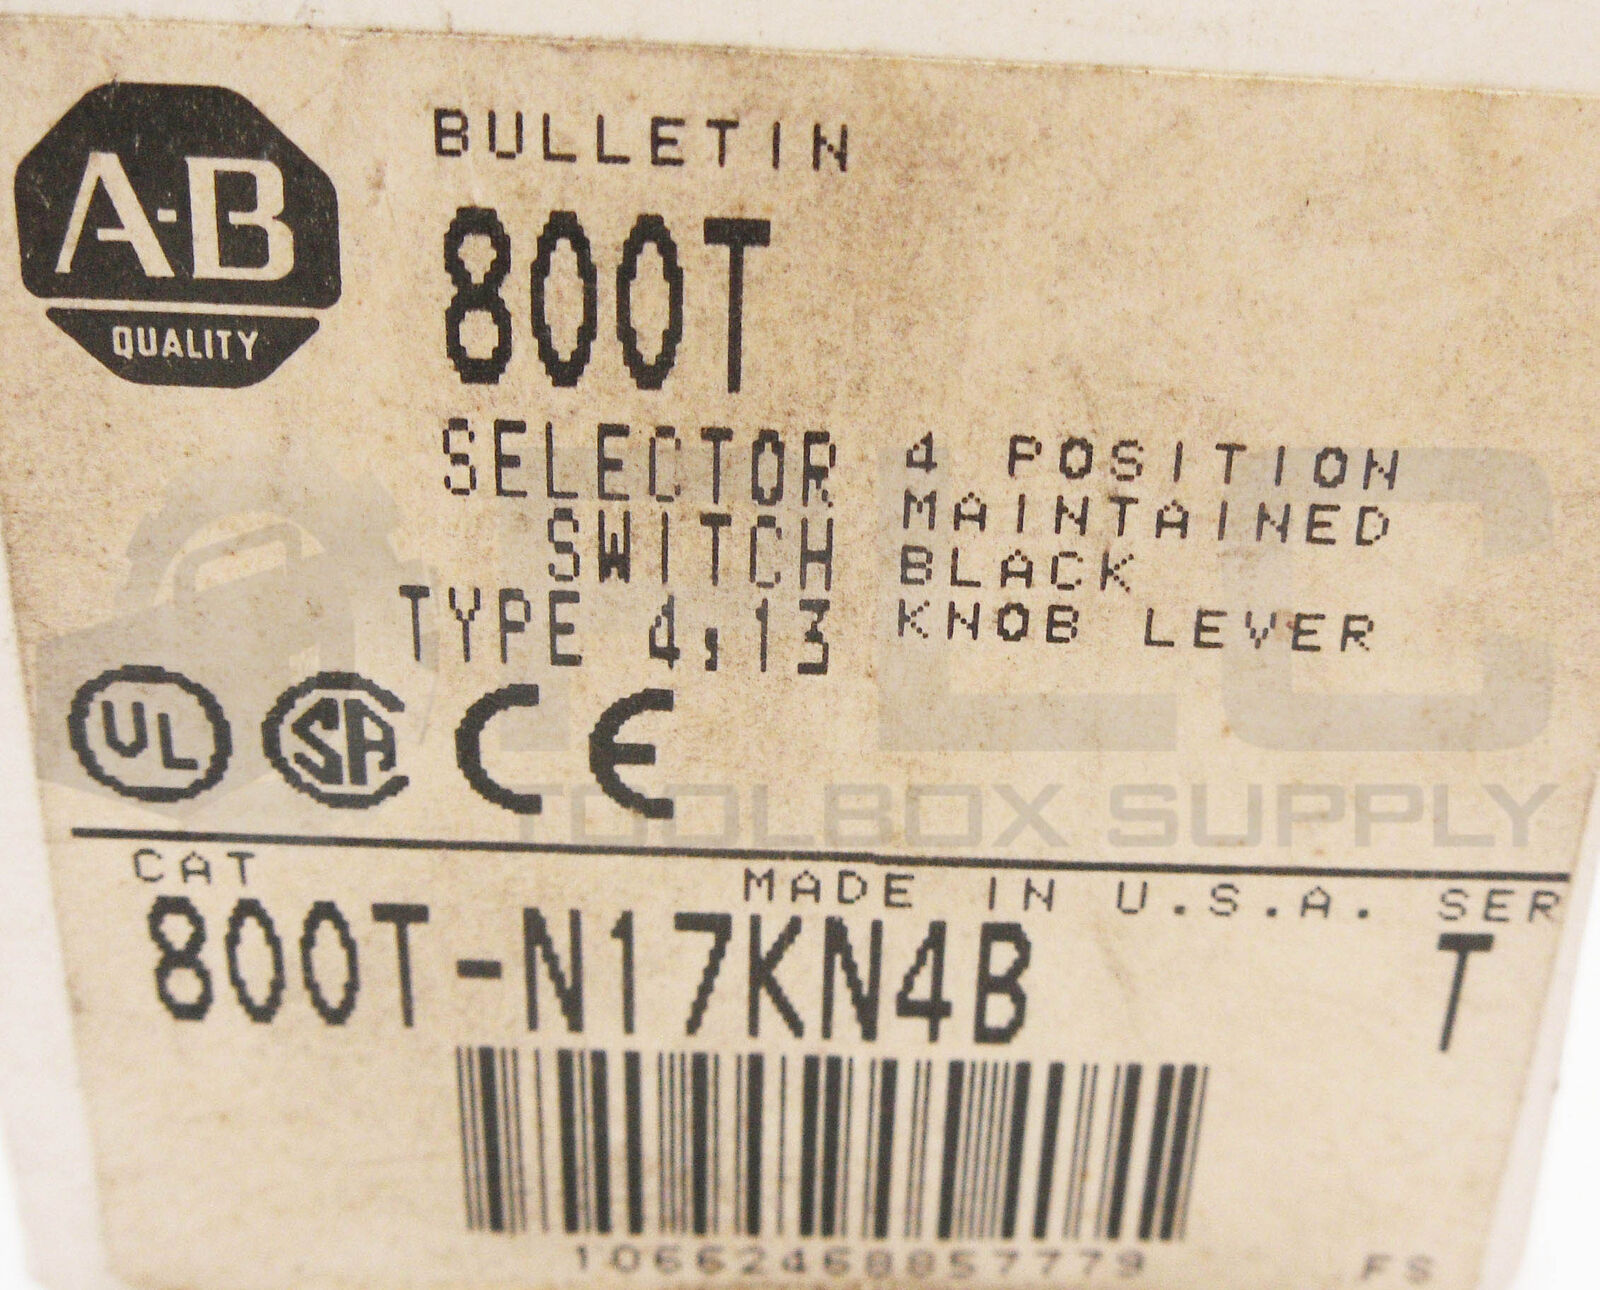 A-B
QUALITY
BULLETIN
800T
SELECTOR
SWITCH
TYPE 4,13
4 POSITION
MAINTAINED
BLACK
KNOB LEVER
UL SA CE
TOOLBOX SUPPLY
CAT
MADE IN U.S.A.
SER
800T-N17KN4B
T
10662468857779
FS